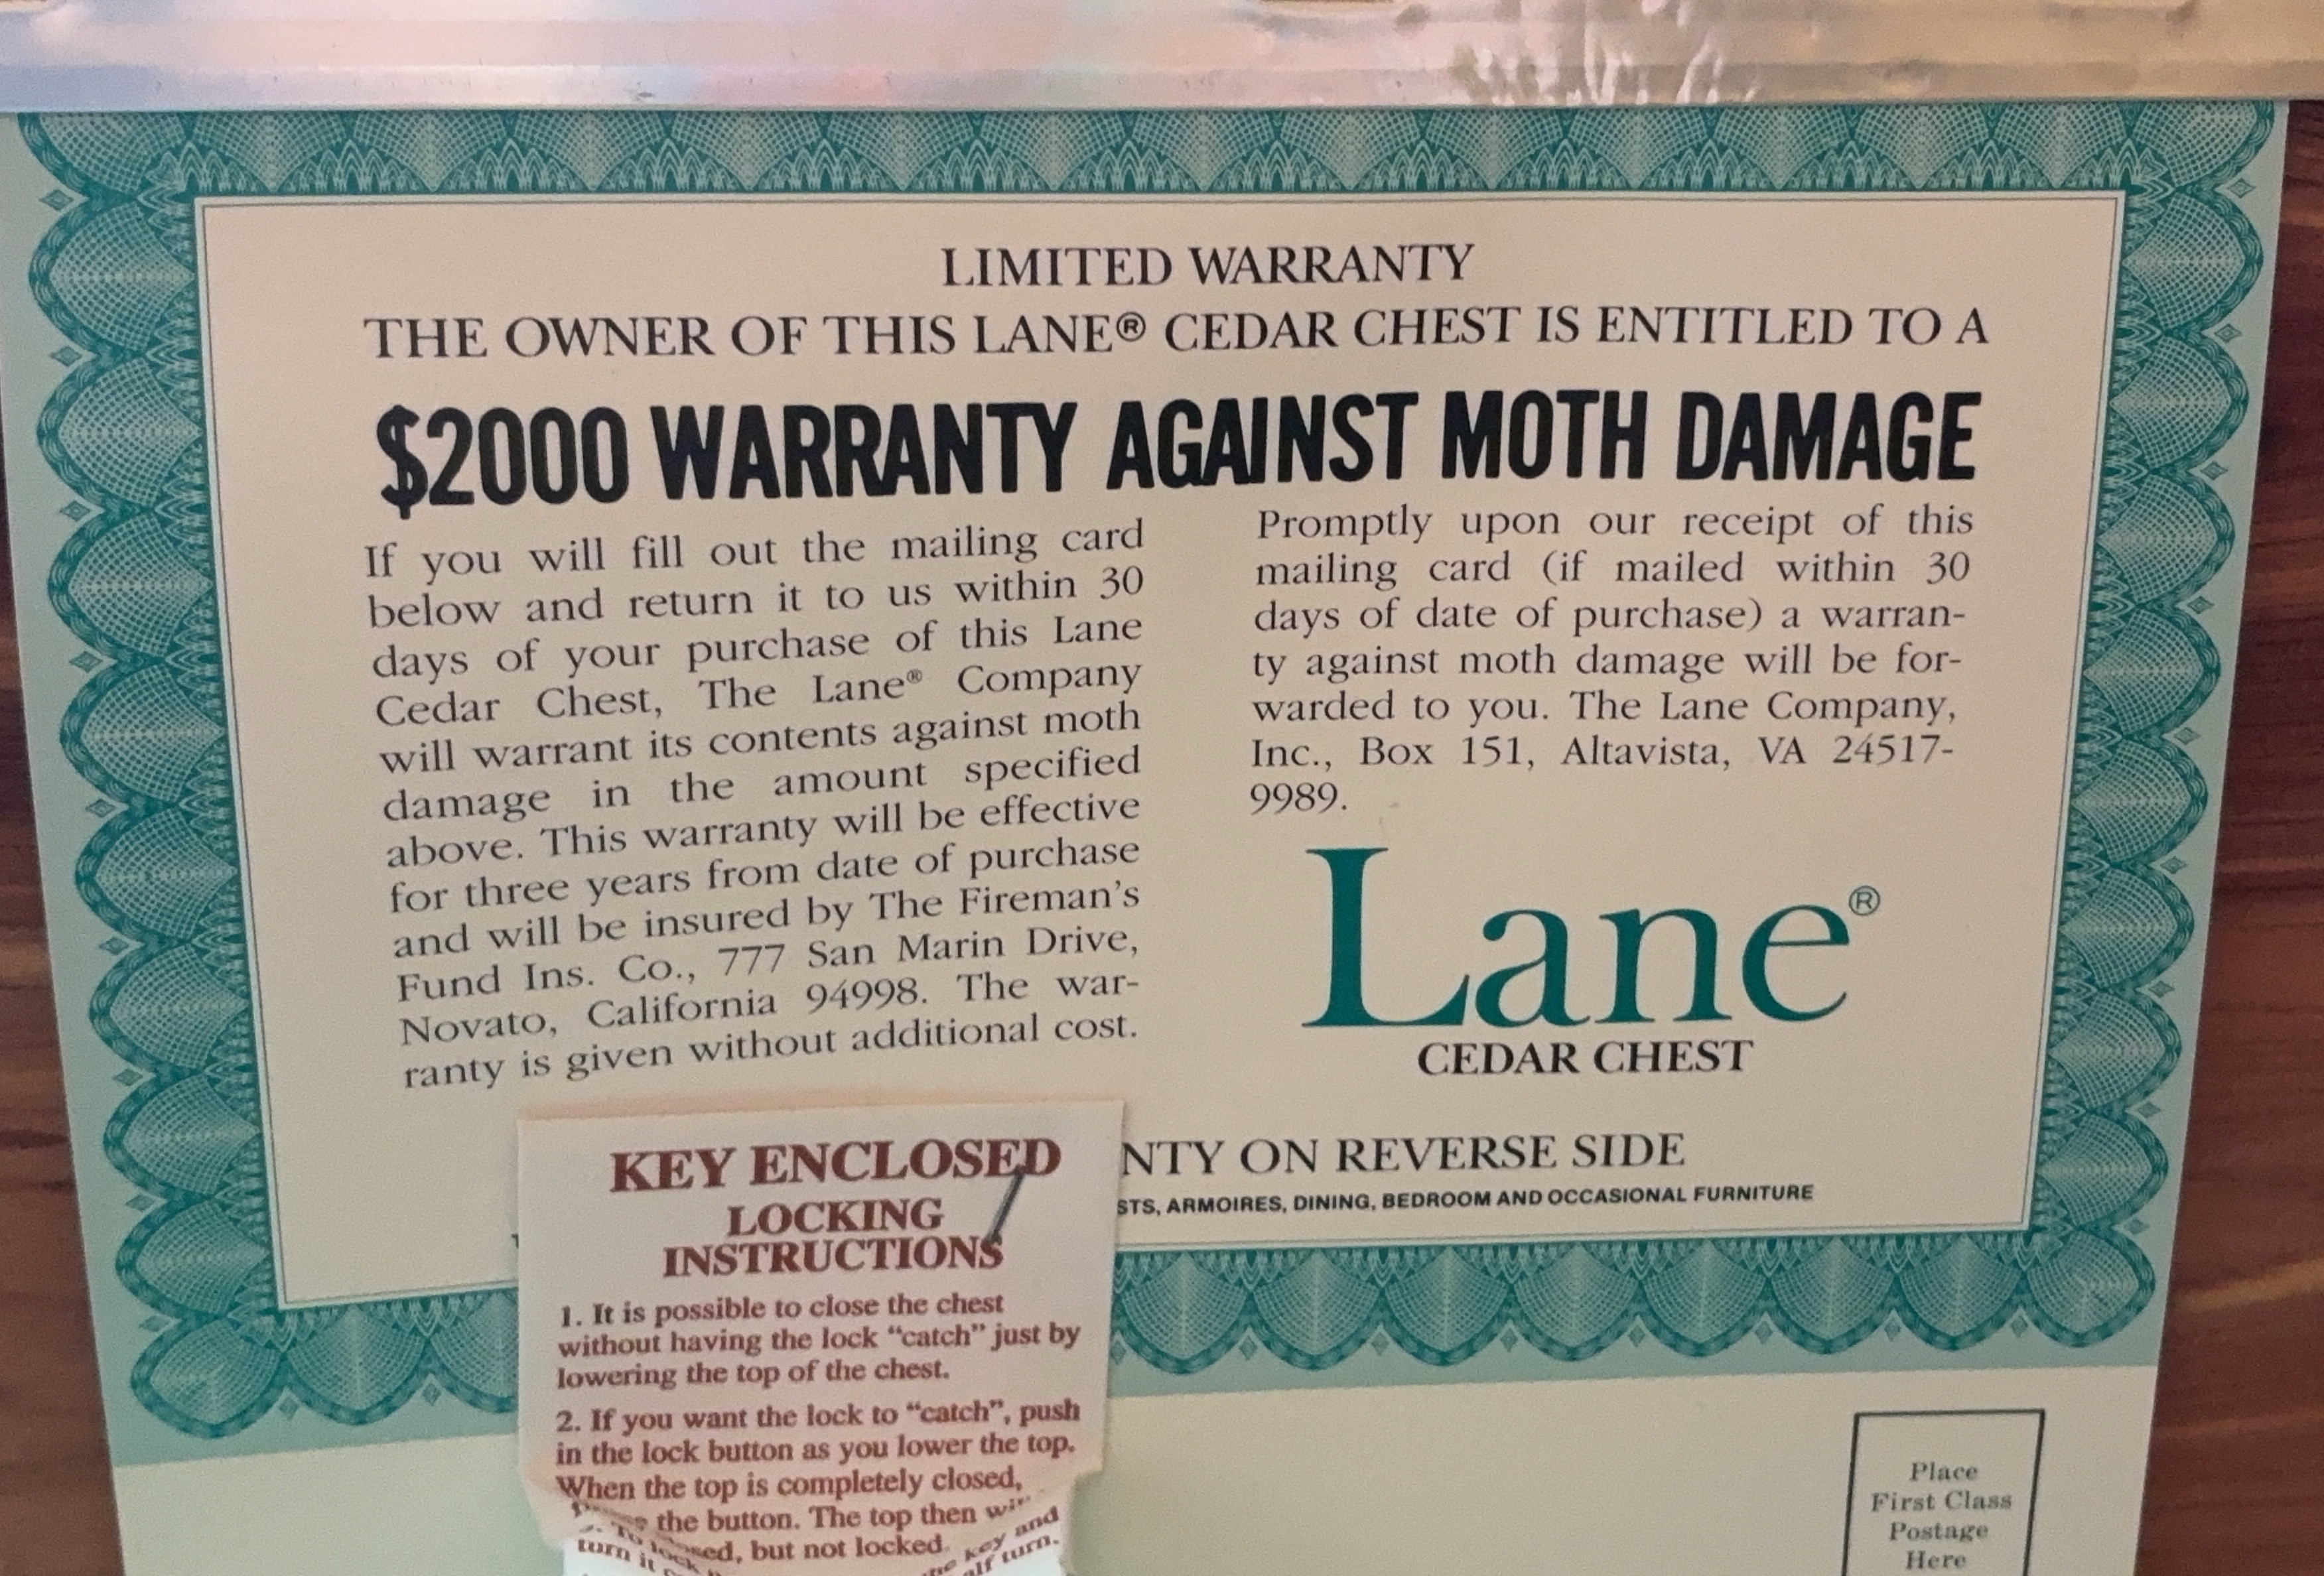 LIMITED WARRANTY
THE OWNER OF THIS LANE® CEDAR CHEST IS ENTITLED TO A
$2000 WARRANTY AGAINST MOTH DAMAGE
If you will fill out the mailing card
below and return it to us within 30
days of your purchase of this Lane
Cedar Chest, The Lane® Company
will warrant its contents against moth
damage in the amount specified
above. This warranty will be effective
for three years from date of purchase
and will be insured by The Fireman's
Fund Ins. Co., 777 San Marin Drive,
Novato, California 94998. The war-
ranty is given without additional cost.
Promptly upon our receipt of this
mailing card (if mailed within 30
days of date of purchase) a warran-
ty against moth damage will be for-
warded to you. The Lane Company,
Inc., Box 151, Altavista, VA 24517-
9989.
Lane®
CEDAR CHEST
NTY ON REVERSE SIDE
STS, ARMOIRES, DINING, BEDROOM AND OCCASIONAL FURNITURE
KEY ENCLOSED
LOCKING
INSTRUCTIONS
1. It is possible to close the chest
without having the lock "catch" just by
lowering the top of the chest.
2. If you want the lock to "catch", push
in the lock button as you lower the top.
When the top is completely closed,
the button. The top then
but not locked.
key and
turn it
turn.
Place
First Class
Postage
Here